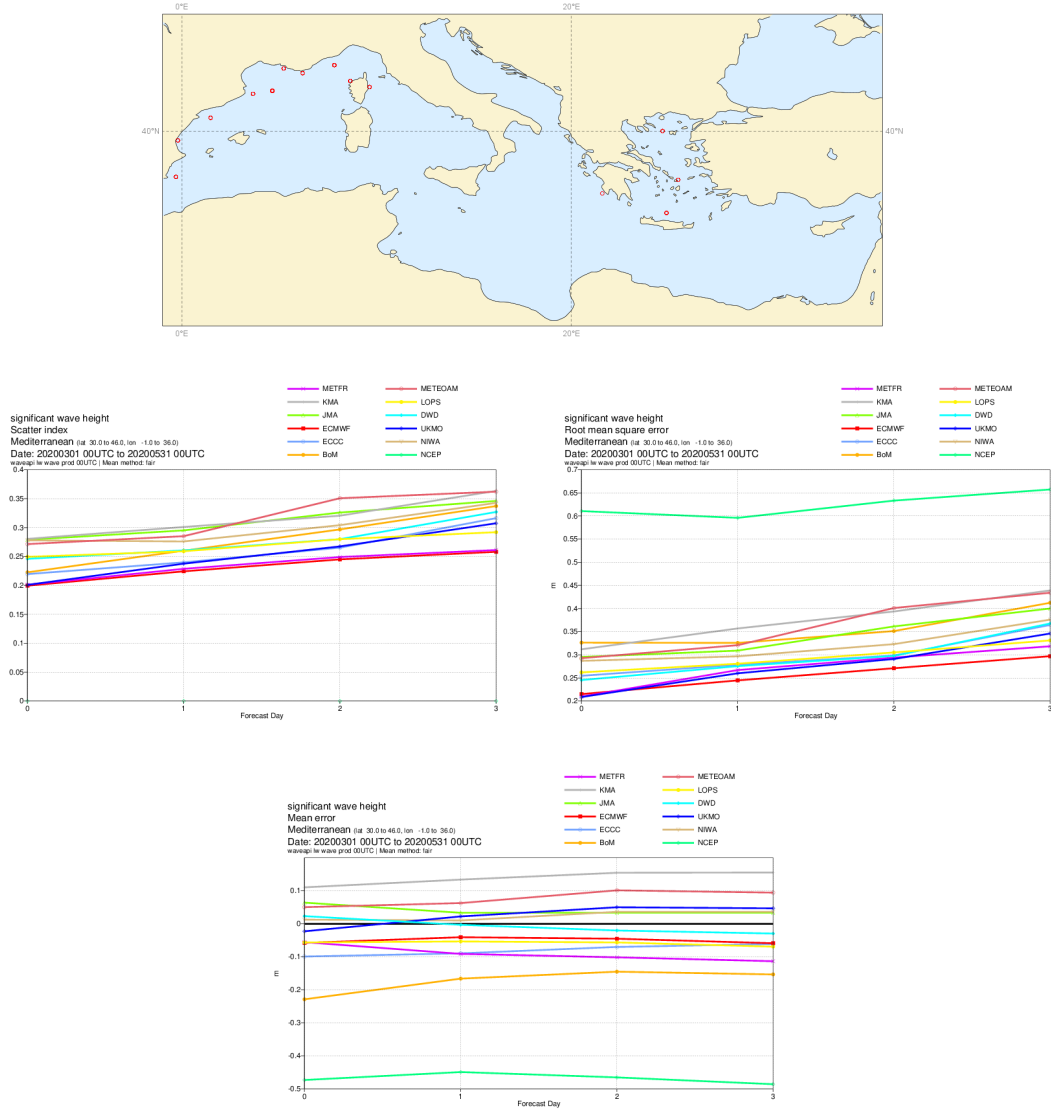 0°E 20°E
40°N 40°N
0°E 20°E
METFR METEOAM
KMA LOPS
JMA DWD
ECMWF UKMO
ECCC NIWA
BoM NCEP
significant wave height
Scatter index
Mediterranean (lat 30.0 to 46.0, lon -1.0 to 36.0)
Date: 20200301 00UTC to 20200531 00UTC
waveapi lw wave prod 00UTC | Mean method: fair
0.4
0.35
0.3
0.25
0.2
0.15
0.1
0.05
0
0 1 2 3
Forecast Day
METFR METEOAM
KMA LOPS
JMA DWD
ECMWF UKMO
ECCC NIWA
BoM NCEP
significant wave height
Root mean square error
Mediterranean (lat 30.0 to 46.0, lon -1.0 to 36.0)
Date: 20200301 00UTC to 20200531 00UTC
waveapi lw wave prod 00UTC | Mean method: fair
0.7
0.65
0.6
0.55
0.5
0.45
m
0.4
0.35
0.3
0.25
0.2
0 1 2 3
Forecast Day
METFR METEOAM
KMA LOPS
JMA DWD
ECMWF UKMO
ECCC NIWA
BoM NCEP
significant wave height
Mean error
Mediterranean (lat 30.0 to 46.0, lon -1.0 to 36.0)
Date: 20200301 00UTC to 20200531 00UTC
waveapi lw wave prod 00UTC | Mean method: fair
0.1
0
-0.1
m
-0.2
-0.3
-0.4
-0.5
0 1 2 3
Forecast Day